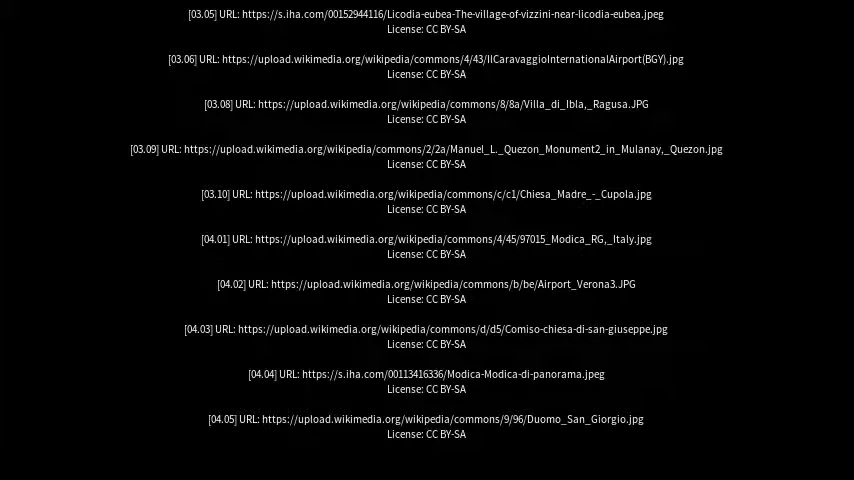 [03.05] URL: https://s.iha.com/00152944116/Licodia-eubea-The-village-of-vizzini-near-licodia-eubea.jpeg
License: CC BY-SA
[03.06] URL: https://upload.wikimedia.org/wikipedia/commons/4/43/IlCaravaggioInternationalAirport(BGY).jpg
License: CC BY-SA
[03.08] URL: https://upload.wikimedia.org/wikipedia/commons/8/8a/Villa_di_Ibla,_Ragusa.JPG
License: CC BY-SA
[03.09] URL: https://upload.wikimedia.org/wikipedia/commons/2/2a/Manuel_L._Quezon_Monument2_in_Mulanay,_Quezon.jpg
License: CC BY-SA
[03.10] URL: https://upload.wikimedia.org/wikipedia/commons/c/c1/Chiesa_Madre_-_Cupola.jpg
License: CC BY-SA
[04.01] URL: https://upload.wikimedia.org/wikipedia/commons/4/45/97015_Modica_RG,_Italy.jpg
License: CC BY-SA
[04.02] URL: https://upload.wikimedia.org/wikipedia/commons/b/be/Airport_Verona3.JPG
License: CC BY-SA
[04.03] URL: https://upload.wikimedia.org/wikipedia/commons/d/d5/Comiso-chiesa-di-san-giuseppe.jpg
License: CC BY-SA
[04.04] URL: https://s.iha.com/00113416336/Modica-Modica-di-panorama.jpeg
License: CC BY-SA
[04.05] URL: https://upload.wikimedia.org/wikipedia/commons/9/96/Duomo_San_Giorgio.jpg
License: CC BY-SA